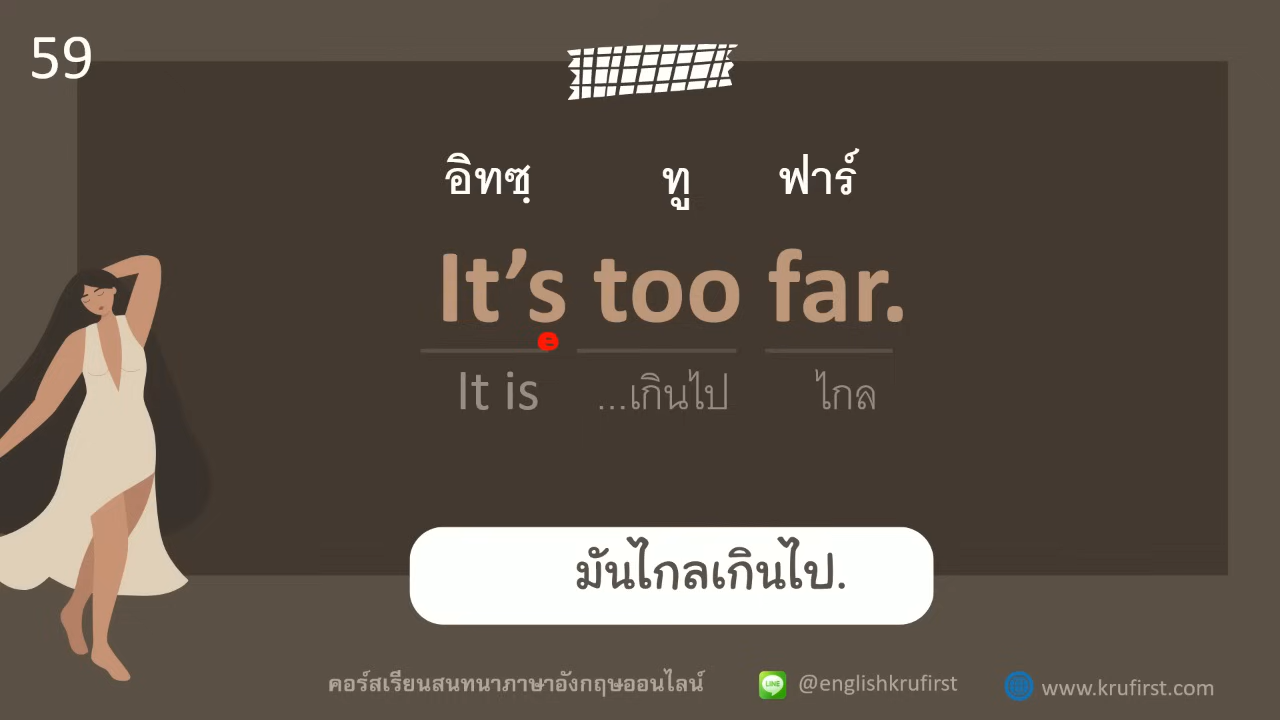 59
อิทซฺ ทู ฟาร์
It’s too far.
It is ...เกินไป ไกล
มันไกลเกินไป.
คอร์สเรียนสนทนาภาษาอังกฤษออนไลน์ LINE @englishkrufirst www.krufirst.com